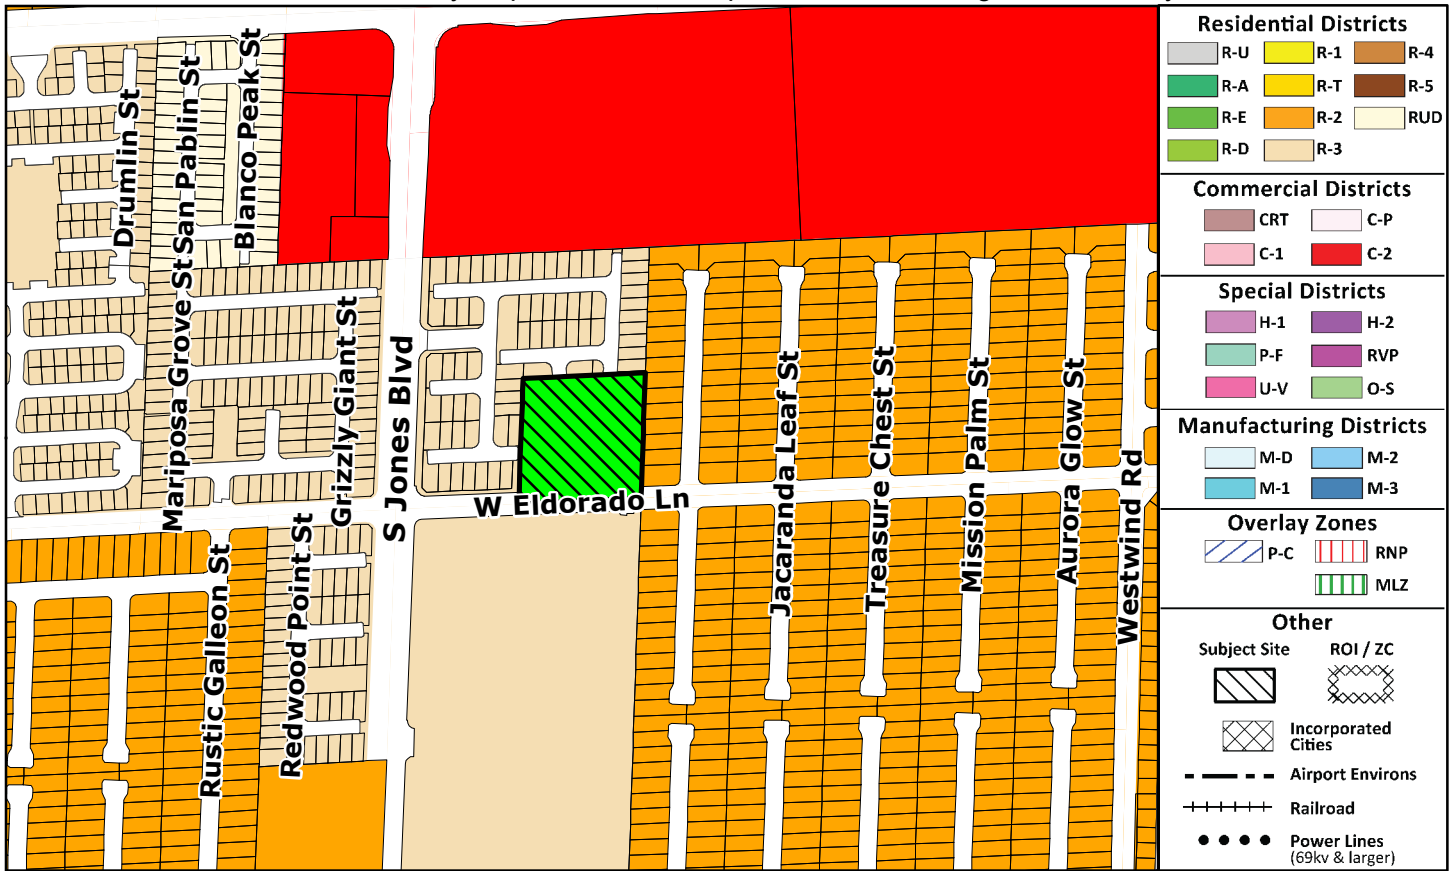 Drumlin St
San Pablin St
Blanco Peak St
Mariposa Grove St
Grizzly Giant St
S Jones Blvd
W Eldorado Ln
Jacaranda Leaf St
Treasure Chest St
Mission Palm St
Aurora Glow St
Westwind Rd
Rustic Galleon St
Redwood Point St
Residential Districts
R-U R-1 R-4
R-A R-T R-5
R-E R-2 RUD
R-D R-3
Commercial Districts
CRT C-P
C-1 C-2
Special Districts
H-1 H-2
P-F RVP
U-V O-S
Manufacturing Districts
M-D M-2
M-1 M-3
Overlay Zones
P-C RNP
MLZ
Other
Subject Site ROI / ZC
Incorporated
Cities
Airport Environs
Railroad
Power Lines
(69kv & larger)